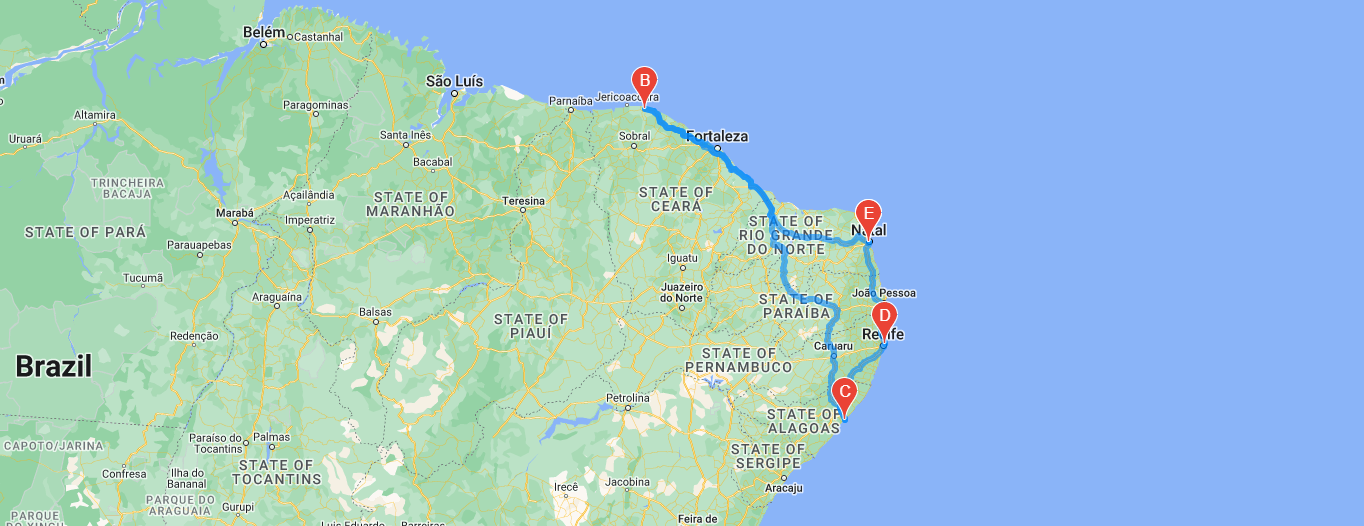 Belém
Castanhal
São Luís
B
Parnaíba
Jericoacoara
Paragominas
Altamira
Santa Inês
Sobral
Fortaleza
Uruará
Bacabal
TRINCHEIRA
BACAJA
Açailândia
STATE OF
MARANHÃO
STATE OF
CEARÁ
Teresina
Marabá
Imperatriz
E
Natal
STATE OF
RIO GRANDE
DO NORTE
STATE OF PARÁ
Parauapebas
Iguatu
Tucumã
Araguaína
Juazeiro
do Norte
João Pessoa
STATE OF
PARAÍBA
Balsas
STATE OF
PIAUÍ
D
Recife
Redenção
Caruaru
Brazil
STATE OF
PERNAMBUCO
C
Petrolina
STATE OF
ALAGOAS
CAPOTO/JARINA
Paraíso do
Tocantins
Palmas
STATE OF
SERGIPE
Confresa
Ilha do
Bananal
STATE OF
TOCANTINS
Irecê
Jacobina
Aracaju
PARQUE DO
ARAGUAIA
Gurupi
PARQUE
DO XINGU
Luís Eduardo
Barreiras
Feira de